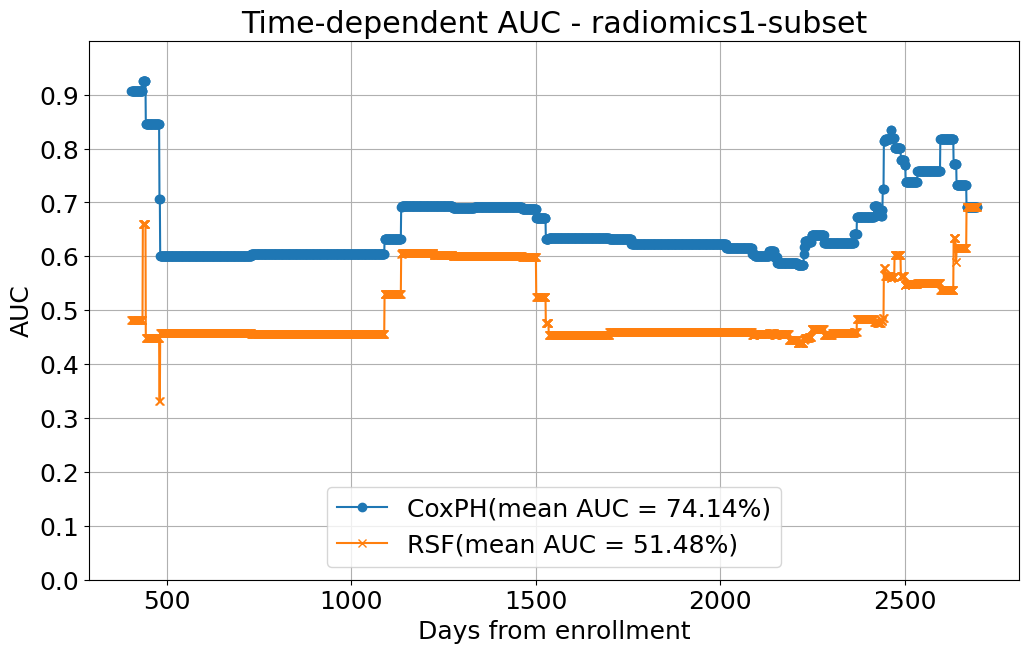 Time-dependent AUC - radiomics1-subset
AUC
0.9
0.8
0.7
0.6
0.5
0.4
0.3
0.2
0.1
0.0
CoxPH(mean AUC = 74.14%)
RSF(mean AUC = 51.48%)
500 1000 1500 2000 2500
Days from enrollment